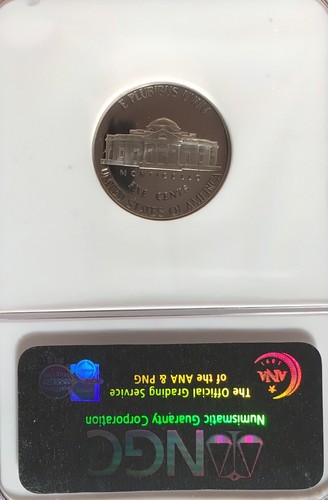 E PLURIBUS UNUM
MONTICELLO
FIVE CENTS
UNITED STATES OF AMERICA
NGC
Numismatic Guaranty Corporation
The Official Grading Service
of the ANA & PNG
ANA
1891